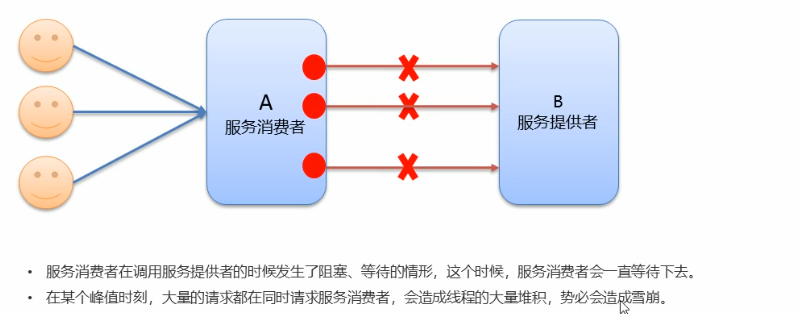 A
服务消费者
B
服务提供者
• 服务消费者在调用服务提供者的时候发生了阻塞、等待的情形，这个时候，服务消费者会一直等待下去。
• 在某个峰值时刻，大量的请求都在同时请求服务消费者，会造成线程的大量堆积，势必会造成雪崩。